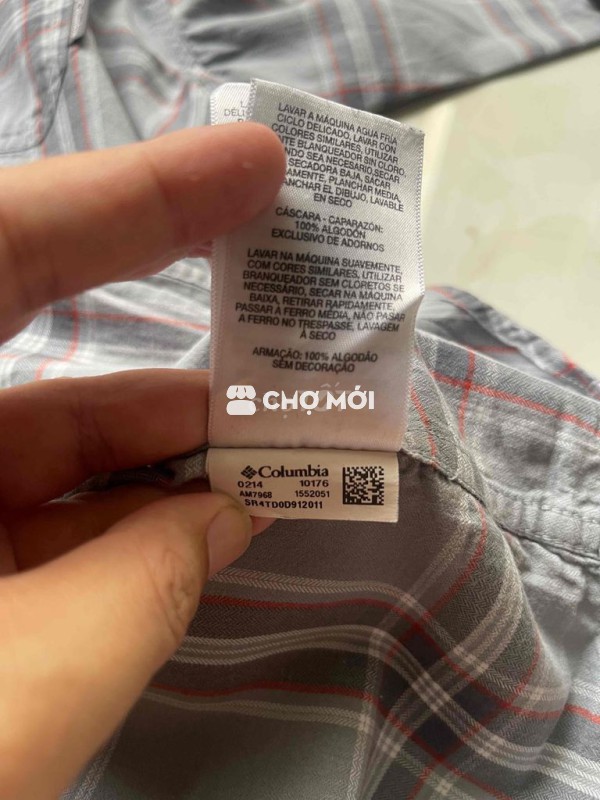 DÉLI
LAVAR A MÁQUINA AGUA FRÍA
CICLO DELICADO, LAVAR CON
COLORES SIMILARES, UTILIZAR
BLANQUEADOR SIN CLORO,
SEA NECESARIO, SECAR
SECADORA BAJA, SACAR
PLANCHAR MEDIA,
PLANCHAR EL DIBUJO, LAVABLE
EN SECO
CÁSCARA - CAPARAZÓN:
100% ALGODÓN
EXCLUSIVO DE ADORNOS
LAVAR NA MÁQUINA SUAVEMENTE,
COM CORES SIMILARES, UTILIZAR
BRANQUEADOR SEM CLORETOS SE
NECESSÁRIO, SECAR NA MÁQUINA
BAIXA, RETIRAR RAPIDAMENTE,
PASSAR A FERRO MÉDIA, NÃO PASAR
A FERRO NO TRESPASSE, LAVAGEM
À SECO
ARMAÇÃO: 100% ALGODÃO
SEM DECORAÇÃO
CHỢ MỚI
Columbia
0214 10176
AM7968 1552051
SR4TD0D912011